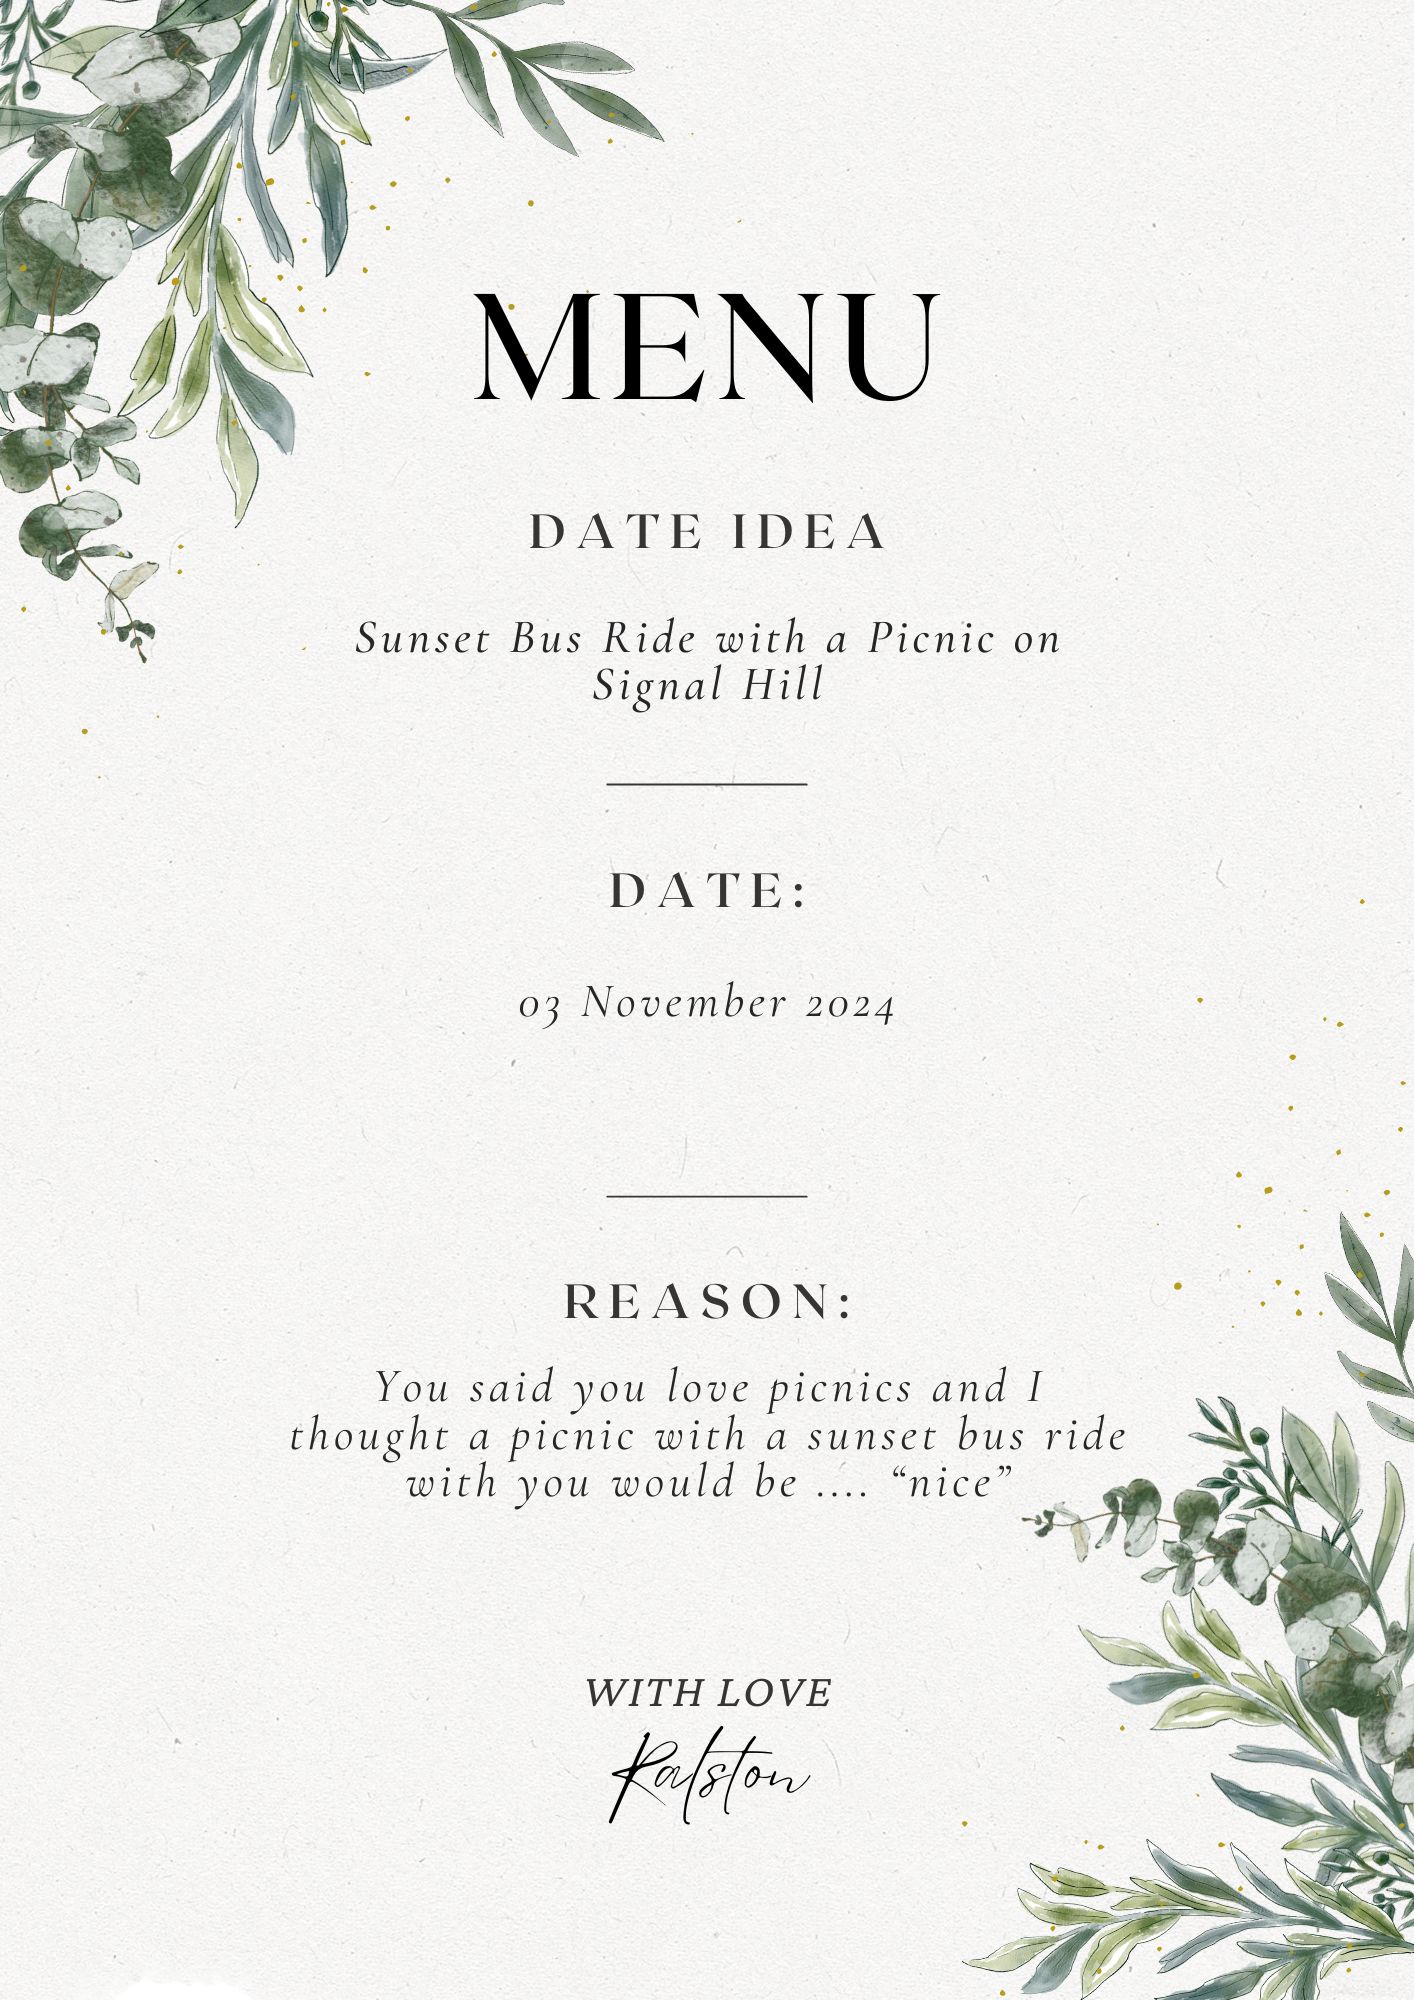 MENU
DATE IDEA
Sunset Bus Ride with a Picnic on
Signal Hill
DATE:
03 November 2024
REASON:
You said you love picnics and I
thought a picnic with a sunset bus ride
with you would be .... “nice”
WITH LOVE
Ralston